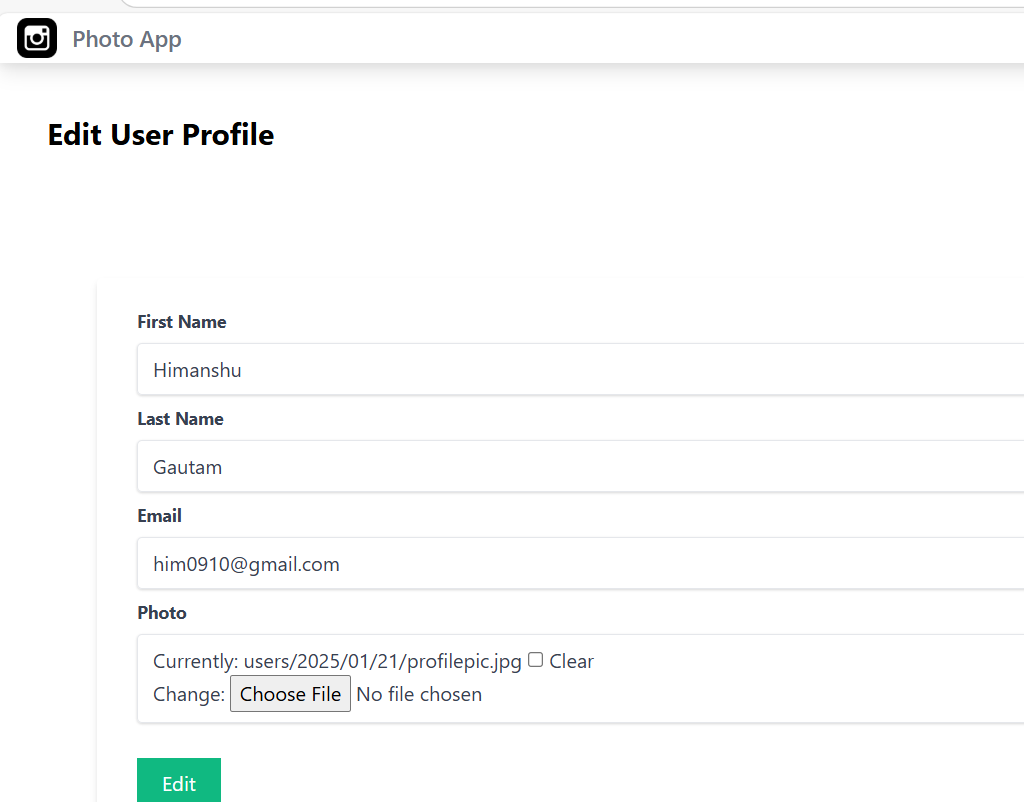 Photo App
Edit User Profile
First Name
Himanshu
Last Name
Gautam
Email
him0910@gmail.com
Photo
Currently: users/2025/01/21/profilepic.jpg Clear
Change: Choose File No file chosen
Edit